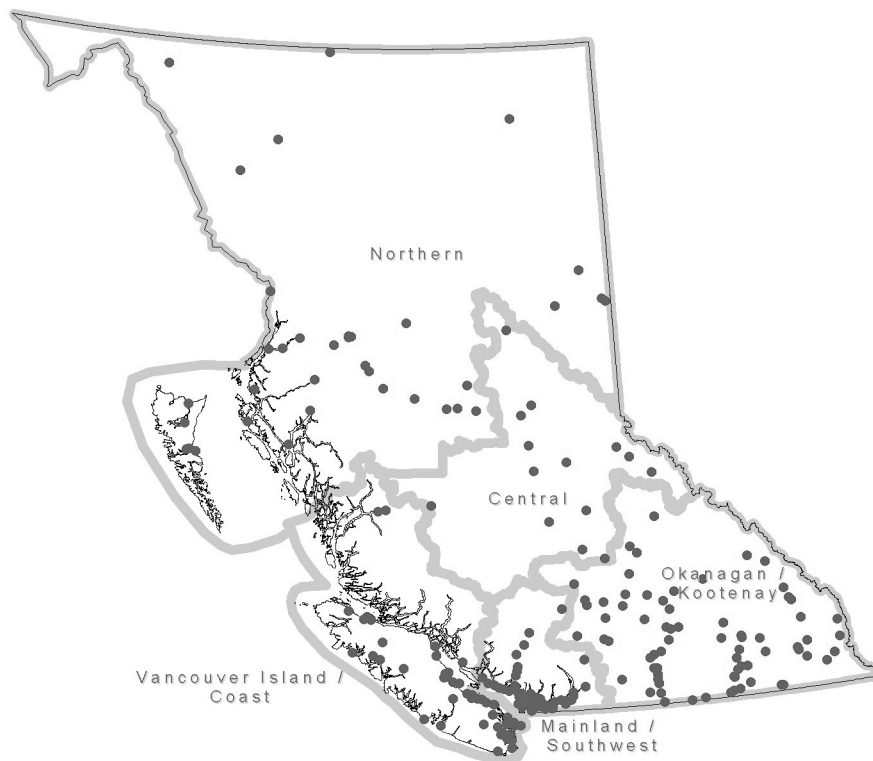 Northern
Central
Okanagan /
Kootenay
Vancouver Island /
Coast
Mainland /
Southwest